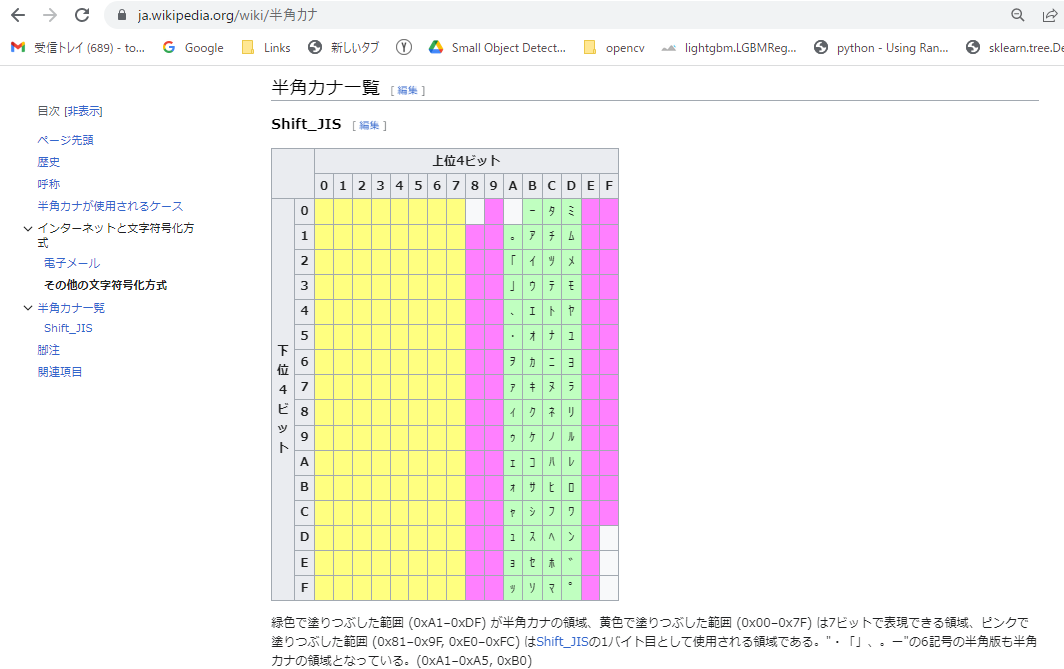 ja.wikipedia.org/wiki/半角カナ
受信トレイ (689) - to... Google Links 新しいタブ Small Object Detect... opencv lightgbm.LGBMReg... python - Using Ran... sklearn.tree.De
目次 [非表示]
ページ先頭
歴史
呼称
半角カナが使用されるケース
インターネットと文字符号化方
式
電子メール
その他の文字符号化方式
半角カナ一覧
Shift_JIS
脚注
関連項目
半角カナ一覧 [ 編集 ]
Shift_JIS [ 編集 ]
上位4ビット
0 1 2 3 4 5 6 7 8 9 A B C D E F
下位4ビット
0 ｰ ﾀ ﾐ
1 ｡ ｱ ﾁ ﾑ
2 ｢ ｲ ﾂ ﾒ
3 ｣ ｳ ﾃ ﾓ
4 ､ ｴ ﾄ ﾔ
5 ･ ｵ ﾅ ﾕ
6 ｦ ｶ ﾆ ﾖ
7 ｧ ｷ ﾇ ﾗ
8 ｨ ｸ ﾈ ﾘ
9 ｩ ｹ ﾉ ﾙ
A ｪ ｺ ﾊ ﾚ
B ｫ ｻ ﾋ ﾛ
C ｬ ｼ ﾌ ﾜ
D ｭ ｽ ﾍ ﾝ
E ｮ ｾ ﾎ ﾞ
F ｯ ｿ ﾏ ﾟ
緑色で塗りつぶした範囲 (0xA1–0xDF) が半角カナの領域、黄色で塗りつぶした範囲 (0x00–0x7F) は7ビットで表現できる領域、ピンクで
塗りつぶした範囲 (0x81–0x9F, 0xE0–0xFC) はShift_JISの1バイト目として使用される領域である。"・「」、。ー"の6記号の半角版も半角
カナの領域となっている。(0xA1–0xA5, 0xB0)